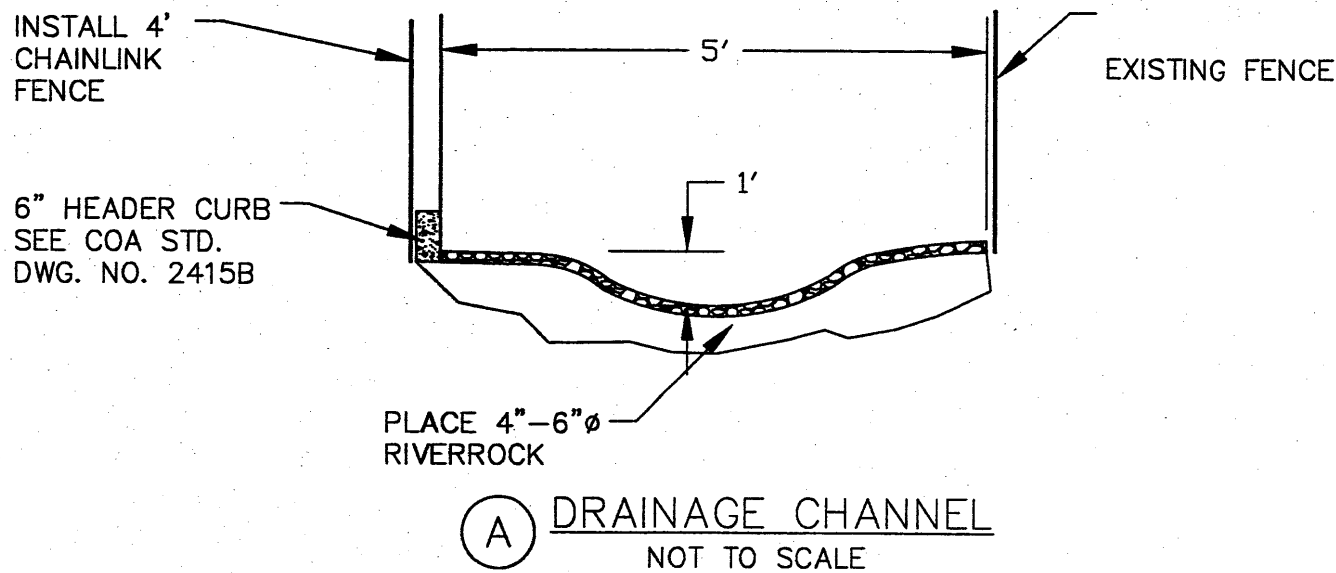 INSTALL 4'
CHAINLINK
FENCE
5'
EXISTING FENCE
1'
6" HEADER CURB
SEE COA STD.
DWG. NO. 2415B
PLACE 4"-6"ø
RIVERROCK
A
DRAINAGE CHANNEL
NOT TO SCALE